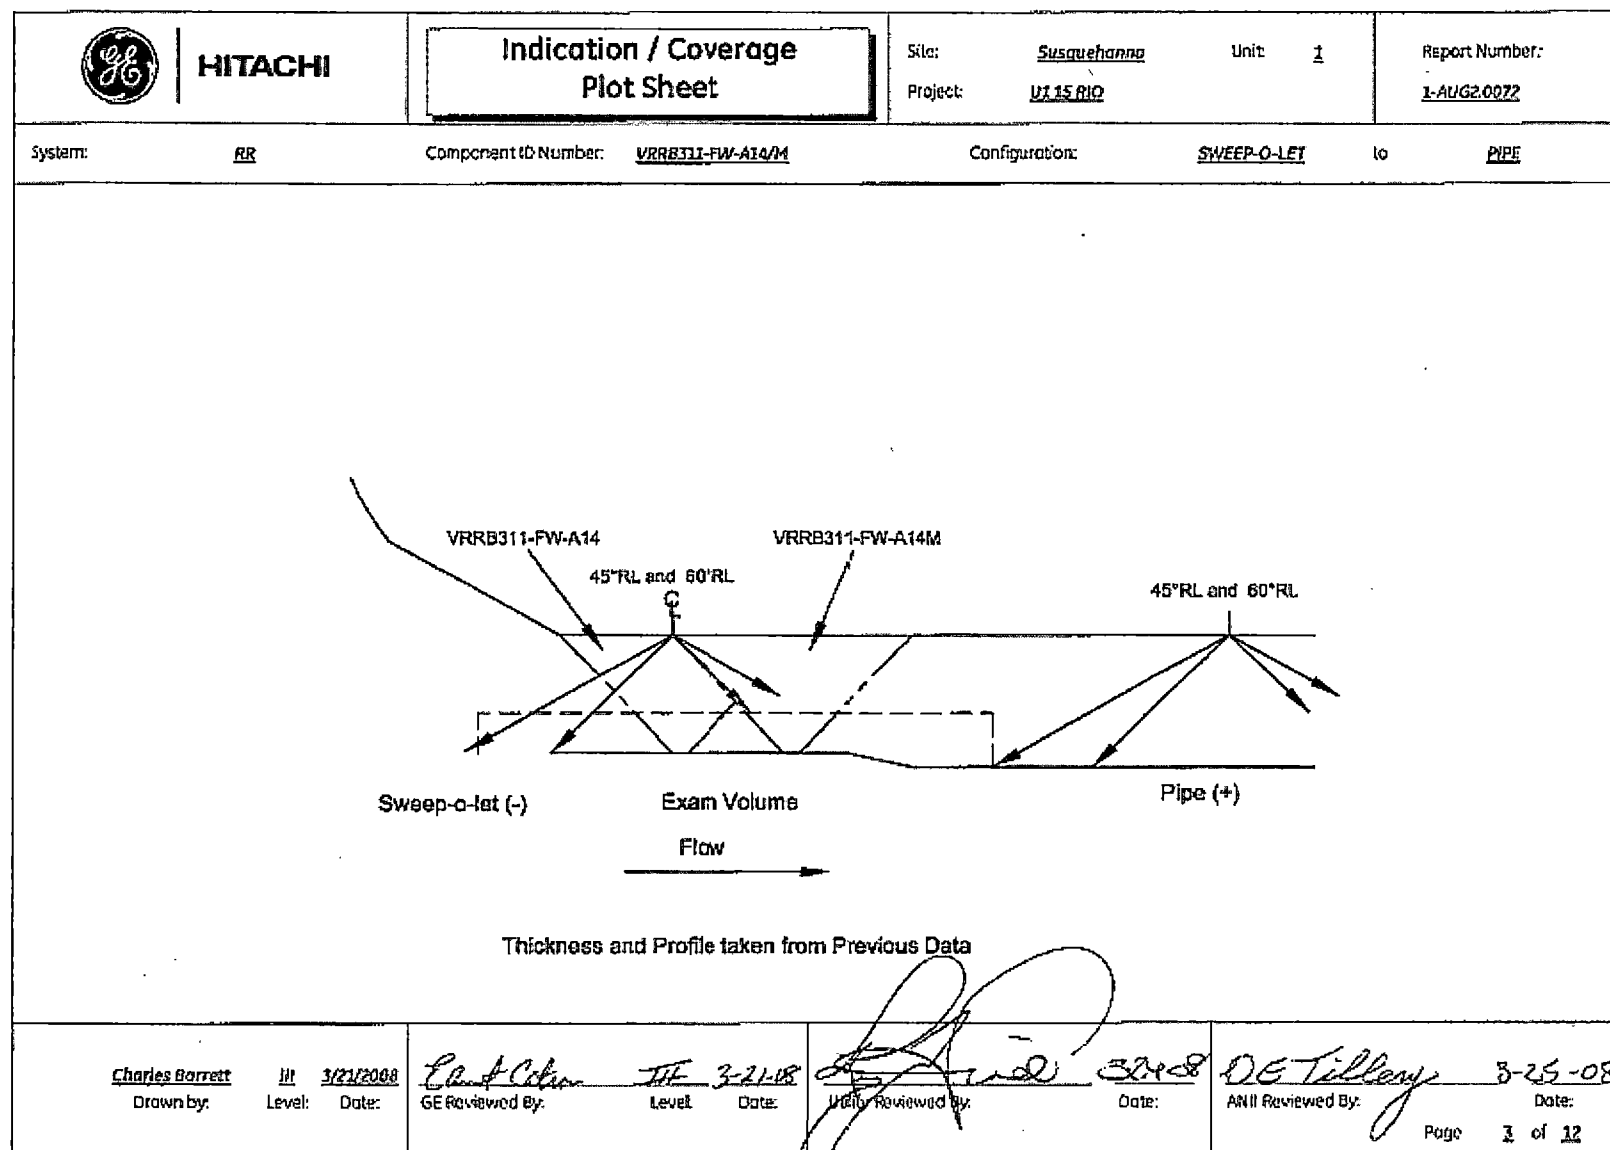 GE HITACHI
Indication / Coverage
Plot Sheet
Site: Susquehanna Unit: 1
Project: U1 15 RIO
Report Number:
1-AUG2.0072
System: RR
Component ID Number: VRRB311-FW-A14/M
Configuration: SWEEP-O-LET to PIPE
VRRB311-FW-A14
VRRB311-FW-A14M
45°RL and 60°RL
CL
45°RL and 60°RL
Sweep-o-let (-)
Exam Volume
Pipe (+)
Flow
Thickness and Profile taken from Previous Data
Charles Barrett III 3/21/2008
Drawn by: Level: Date:
III 3-21-08
GE Reviewed By: Level: Date:
3-24-08
Utility Reviewed By: Date:
DE Tillery 3-25-08
ANII Reviewed By: Date:
Page 3 of 12